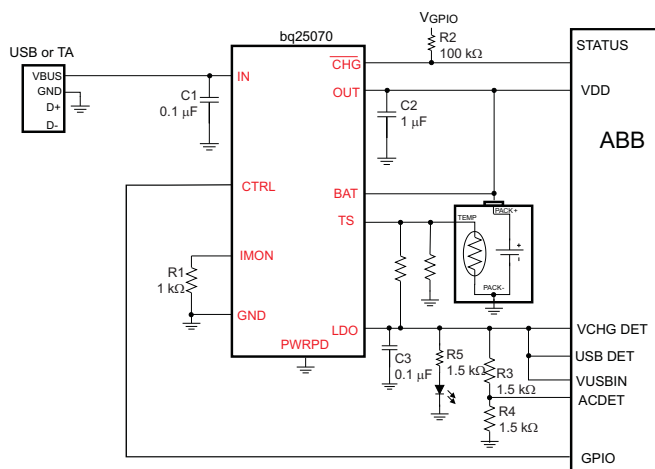 bq25070
USB or TA
VBUS
GND
D+
D-
C1
0.1 μF
IN
CTRL
IMON
GND
PWRPD
CHG
OUT
BAT
TS
LDO
R1
1 kΩ
VGPIO
R2
100 kΩ
C2
1 μF
TEMP
PACK+
+
-
PACK-
C3
0.1 μF
R5
1.5 kΩ
R3
1.5 kΩ
R4
1.5 kΩ
STATUS
VDD
ABB
VCHG DET
USB DET
VUSBIN
ACDET
GPIO